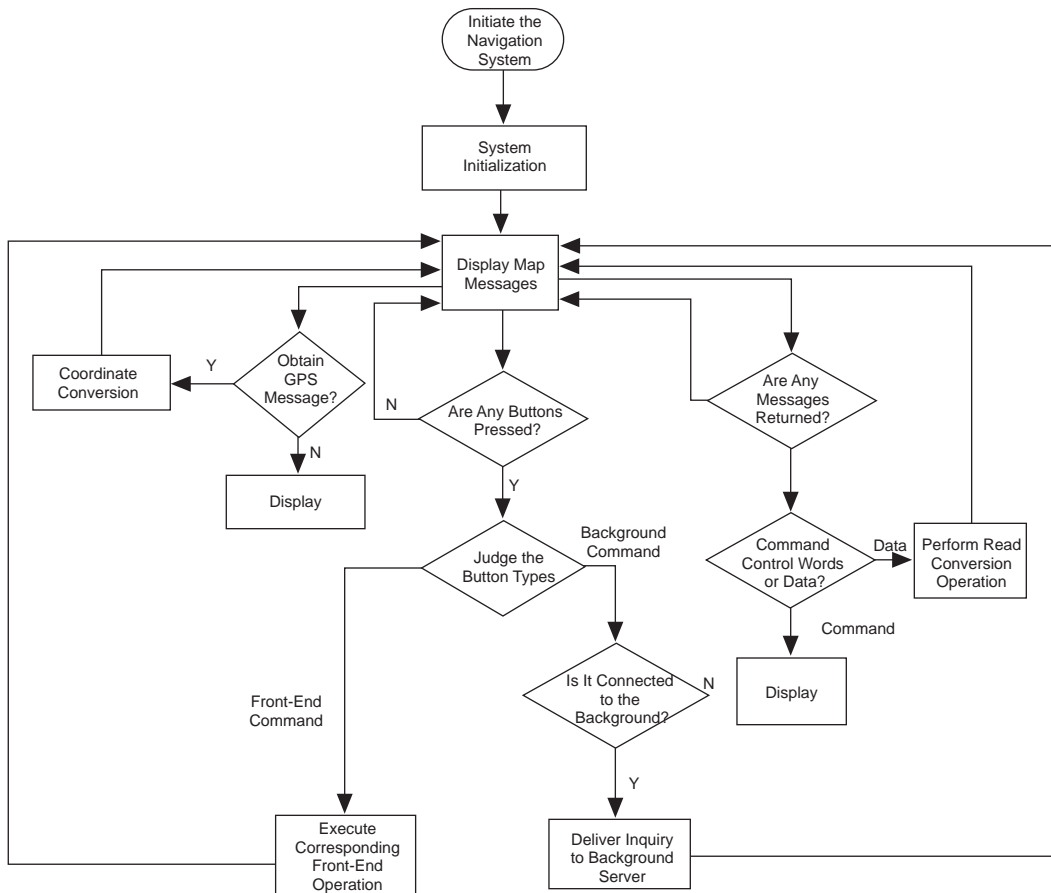 Initiate the
Navigation
System
System
Initialization
Display Map
Messages
Y
Obtain
GPS
Message?
Coordinate
Conversion
N
Display
N
Are Any Buttons
Pressed?
Y
Are Any
Messages
Returned?
Judge the
Button Types
Background
Command
Command
Control Words
or Data?
Data
Perform Read
Conversion
Operation
Command
Display
Front-End
Command
Is It Connected
to the
Background?
N
Y
Execute
Corresponding
Front-End
Operation
Deliver Inquiry
to Background
Server